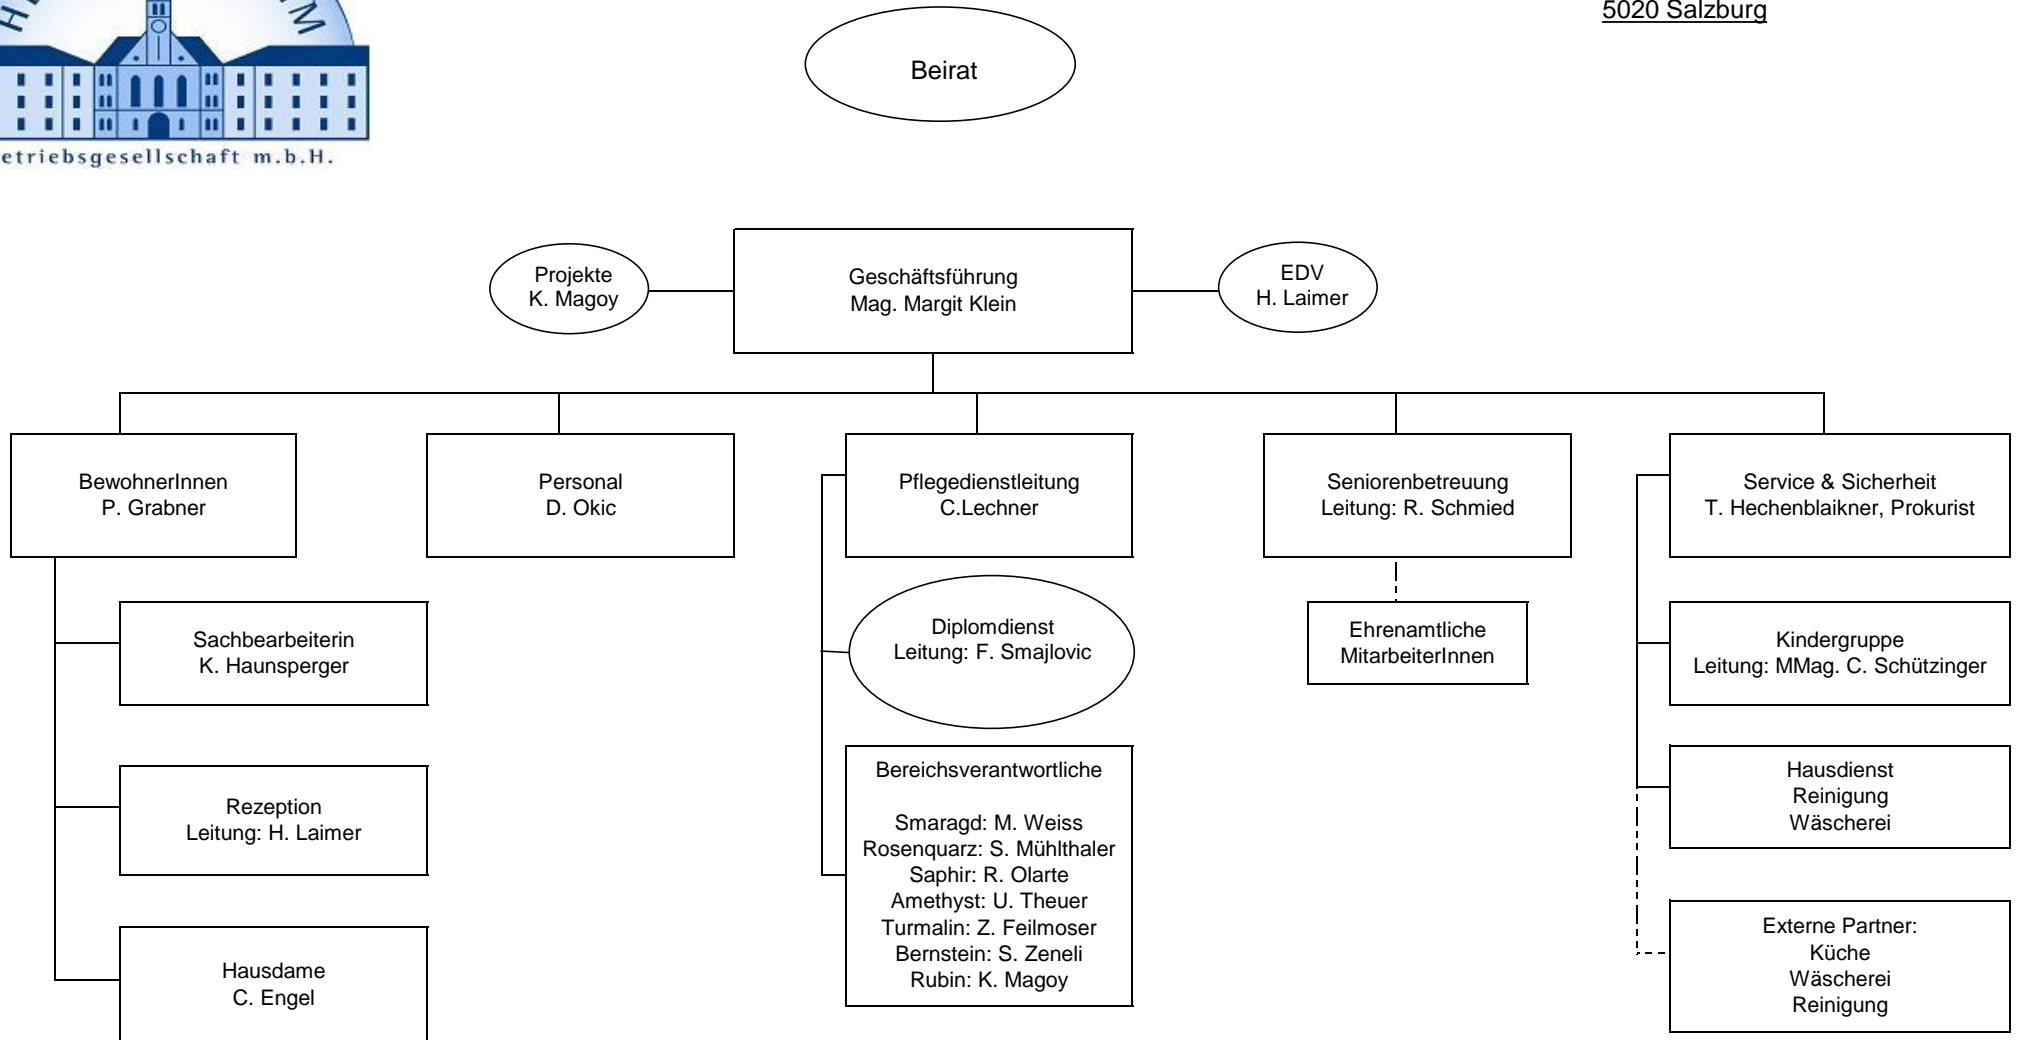 5020 Salzburg
Beirat
etriebsgesellschaft m.b.H.
Projekte
K. Magoy
Geschäftsführung
Mag. Margit Klein
EDV
H. Laimer
BewohnerInnen
P. Grabner
Personal
D. Okic
Pflegedienstleitung
C.Lechner
Seniorenbetreuung
Leitung: R. Schmied
Service & Sicherheit
T. Hechenblaikner, Prokurist
Sachbearbeiterin
K. Haunsperger
Diplomdienst
Leitung: F. Smajlovic
Ehrenamtliche
MitarbeiterInnen
Kindergruppe
Leitung: MMag. C. Schützinger
Rezeption
Leitung: H. Laimer
Bereichsverantwortliche
Smaragd: M. Weiss
Rosenquarz: S. Mühlthaler
Saphir: R. Olarte
Amethyst: U. Theuer
Turmalin: Z. Feilmoser
Bernstein: S. Zeneli
Rubin: K. Magoy
Hausdienst
Reinigung
Wäscherei
Hausdame
C. Engel
Externe Partner:
Küche
Wäscherei
Reinigung